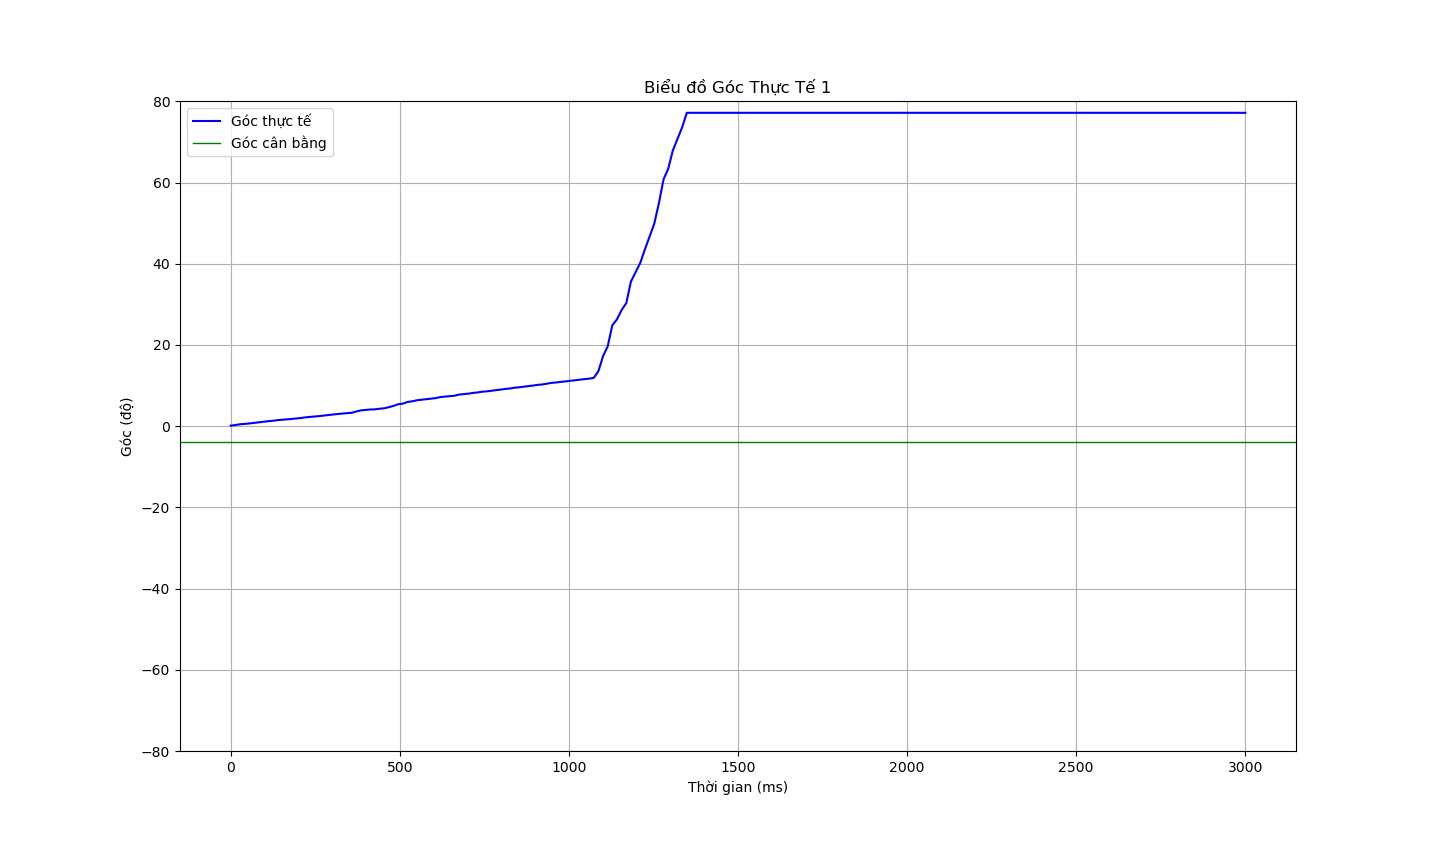 Biểu đồ Góc Thực Tế 1
Góc thực tế
Góc cân bằng
80
60
40
20
0
−20
−40
−60
−80
Góc (độ)
0 500 1000 1500 2000 2500 3000
Thời gian (ms)